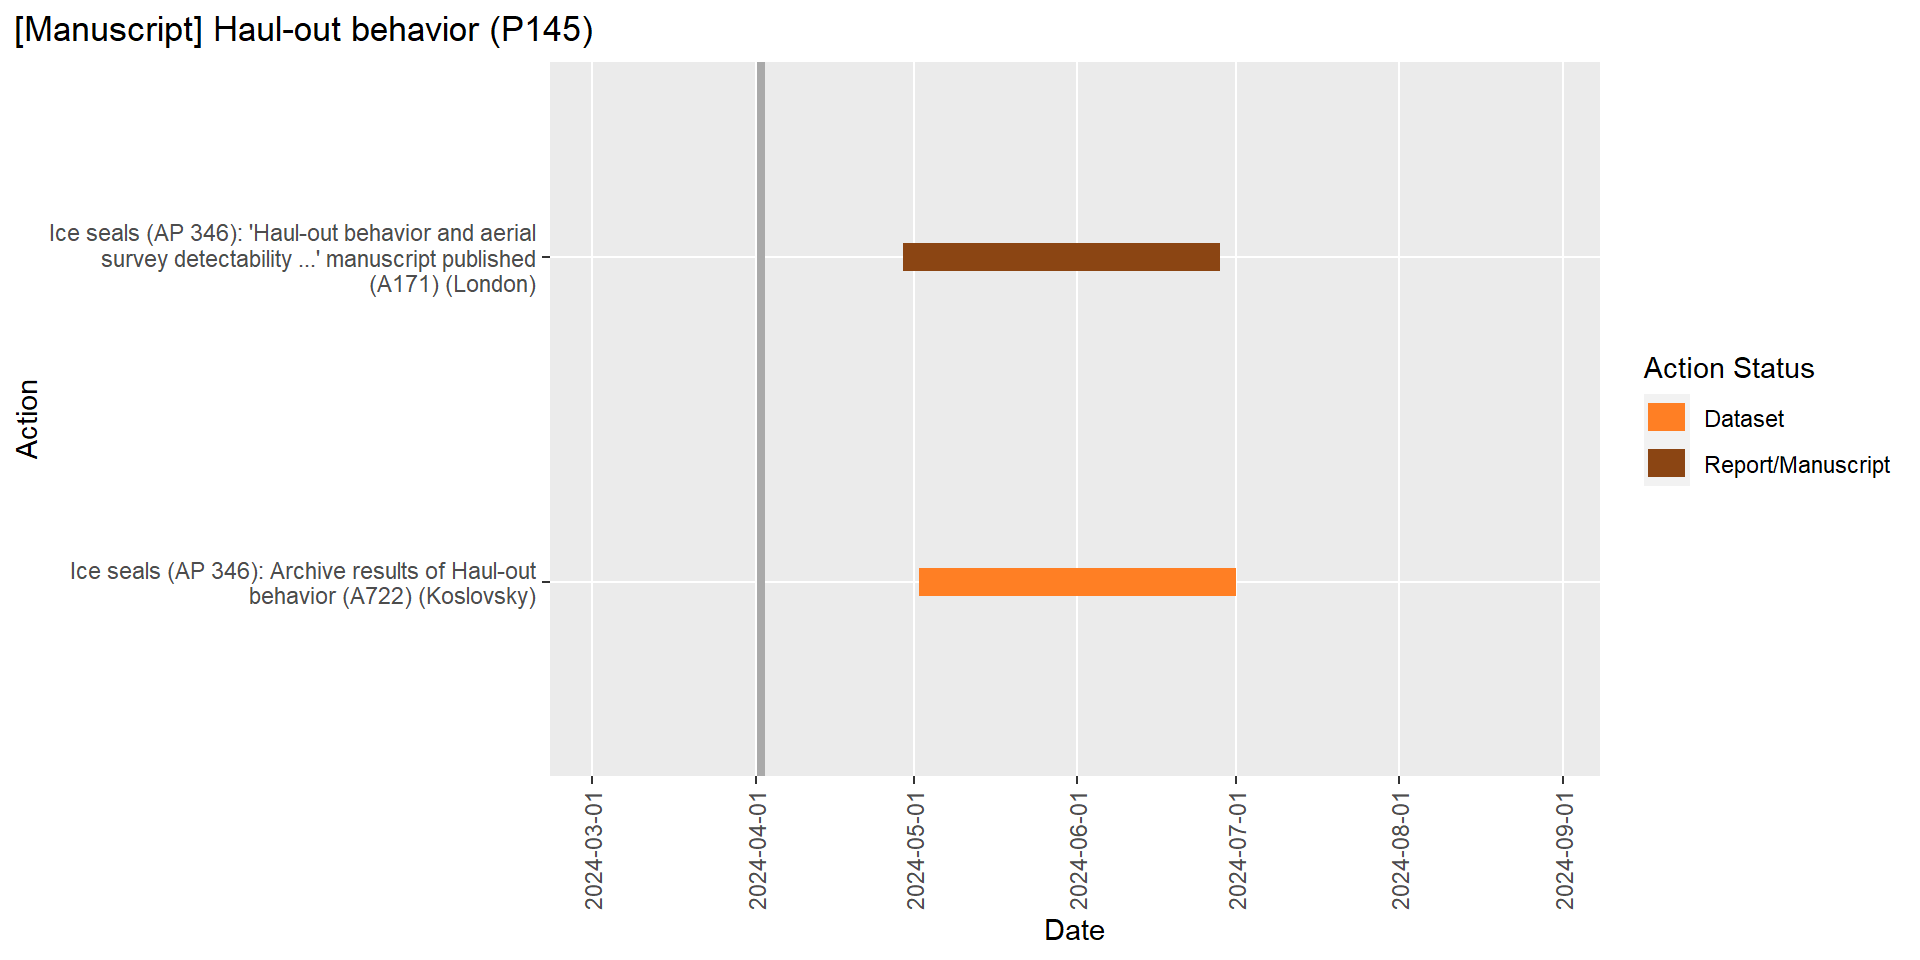 [Manuscript] Haul-out behavior (P145)
Ice seals (AP 346): 'Haul-out behavior and aerial
survey detectability ...' manuscript published
(A171) (London)
Action
Ice seals (AP 346): Archive results of Haul-out
behavior (A722) (Koslovsky)
Action Status
Dataset
Report/Manuscript
2024-03-01
2024-04-01
2024-05-01
2024-06-01
2024-07-01
2024-08-01
2024-09-01
Date